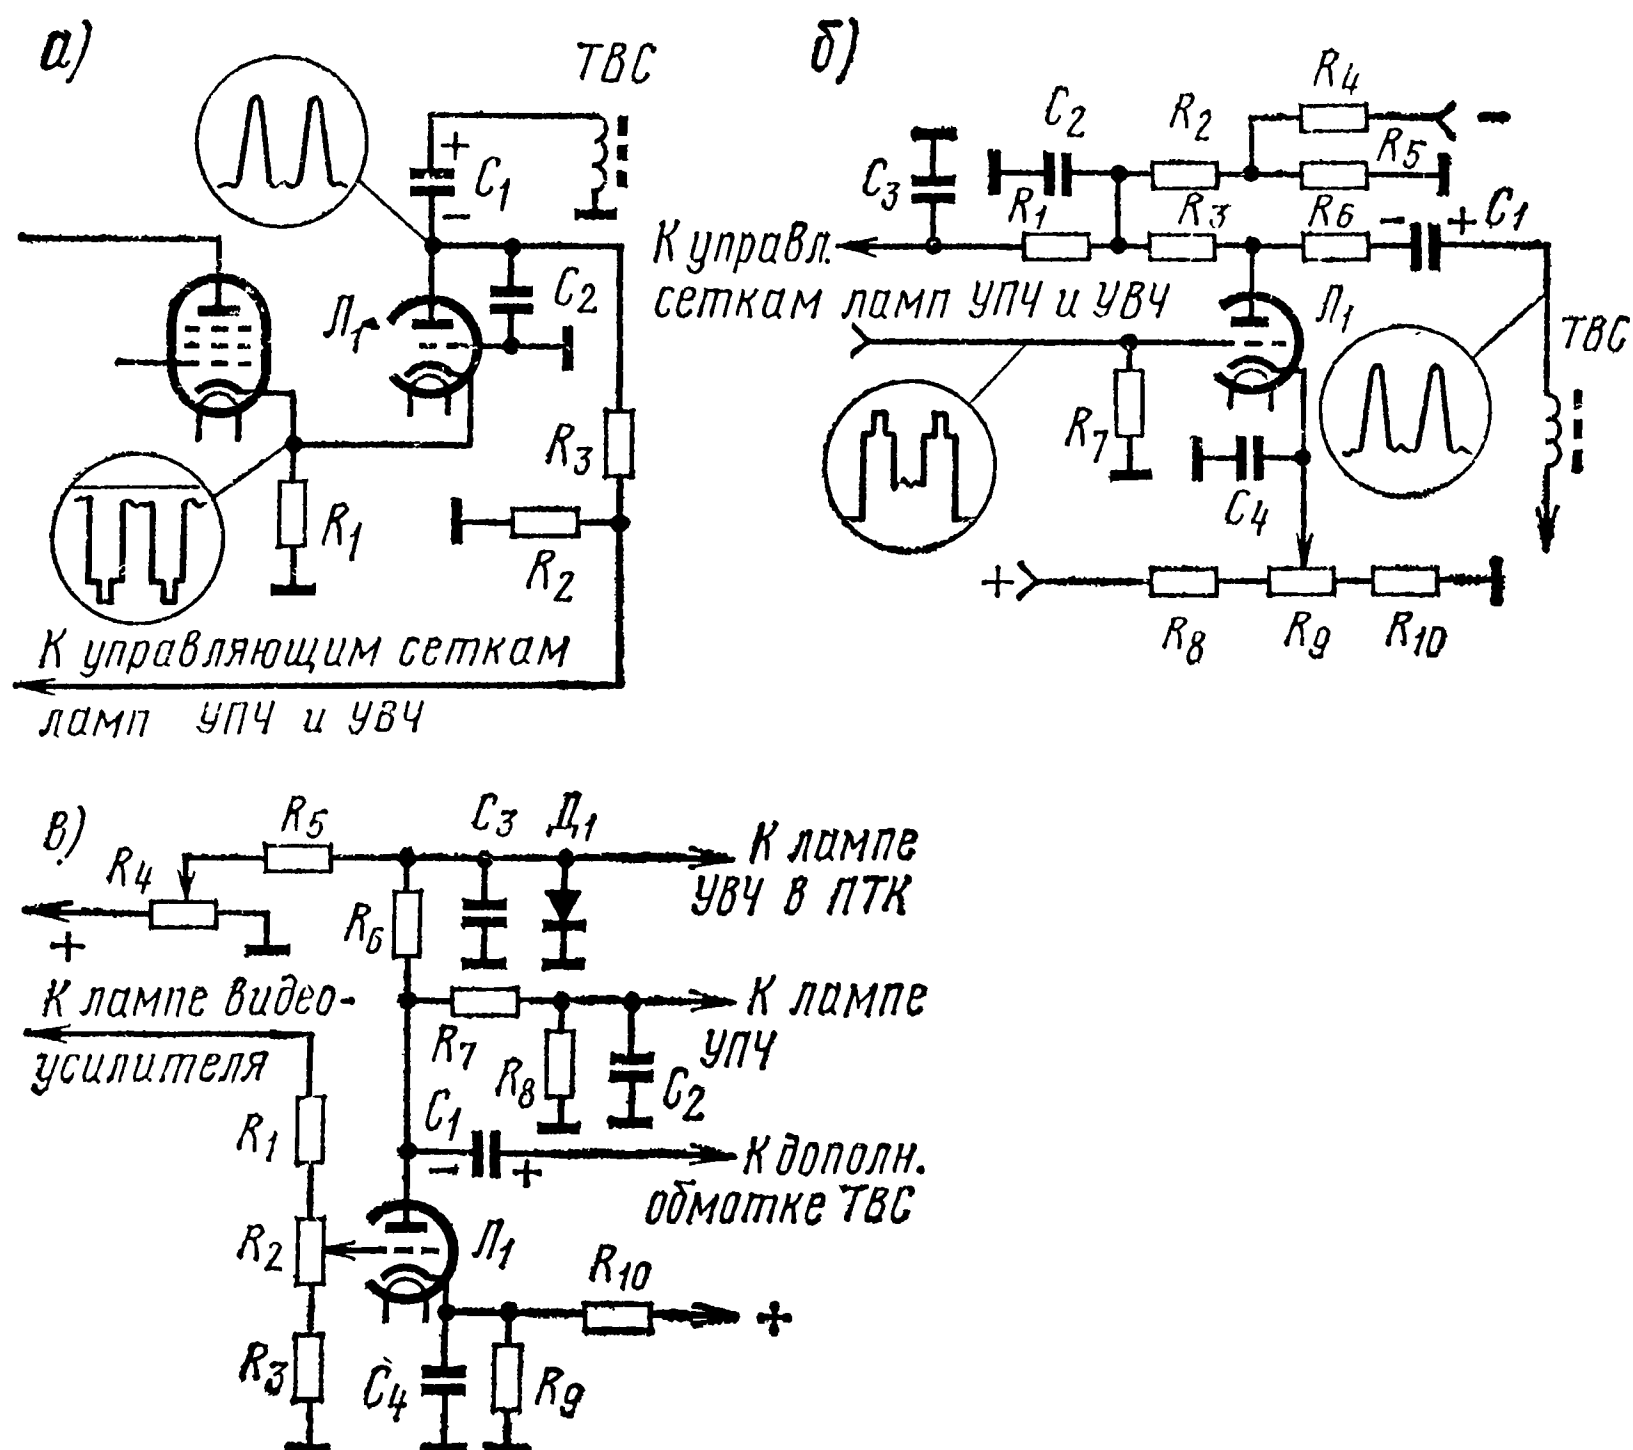 а)
ТВС
+
C1
−
Л1
C2
R3
R1
R2
К управляющим сеткам
ламп УПЧ и УВЧ
б)
R4
−
C2
R2
R5
C3
R1
R3
R6
−
+
C1
К управл.
сеткам ламп УПЧ и УВЧ
Л1
ТВС
R7
C4
+
R8
R9
R10
в)
R5
C3
Д1
К лампе
УВЧ в ПТК
R4
+
R6
К лампе видео-
усилителя
К лампе
УПЧ
R7
R8
C2
R1
C1
−
+
К дополн.
обмотке ТВС
R2
Л1
R10
+
R3
C4
R9